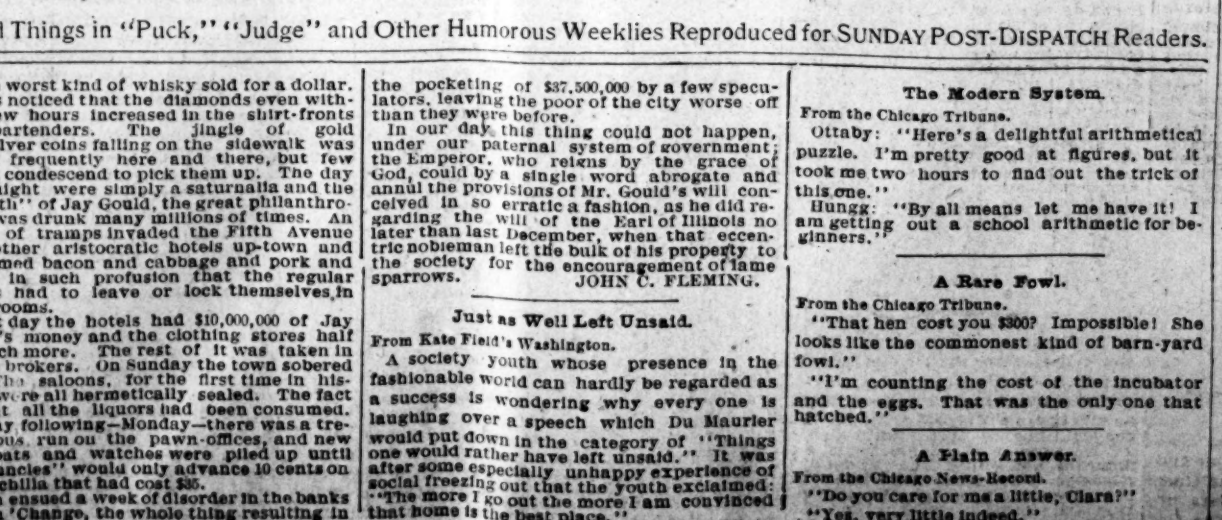 Things in "Puck," "Judge" and Other Humorous Weeklies Reproduced for SUNDAY POST-DISPATCH Readers.
worst kind of whisky sold for a dollar.
noticed that the diamonds even with-
hours increased in the shirt-fronts
The jingle of gold
coins falling on the sidewalk was
frequently here and there, but few
condescend to pick them up. The day
were simply a saturnalia and the
of Jay Gould, the great philanthro-
was drunk many millions of times. An
of tramps invaded the Fifth Avenue
aristocratic hotels up-town and
bacon and cabbage and pork and
in such profusion that the regular
had to leave or lock themselves in
day the hotels had $10,000,000 of Jay
money and the clothing stores half
more. The rest of it was taken in
brokers. On Sunday the town sobered
saloons, for the first time in his-
were all hermetically sealed. The fact
all the liquors had been consumed.
following—Monday—there was a tre-
run ou the pawn-offices, and new
and watches were piled up until
would only advance 10 cents on
that had cost $35.
ensued a week of disorder in the banks
'Change, the whole thing resulting in
the pocketing of $37,500,000 by a few specu-
lators, leaving the poor of the city worse off
than they were before.
In our day this thing could not happen,
under our paternal system of government;
the Emperor, who reigns by the grace of
God, could by a single word abrogate and
annul the provisions of Mr. Gould's will con-
ceived in so erratic a fashion, as he did re-
garding the will of tne Earl of Illinois no
later than last December, when that eccen-
tric nobleman left the bulk of his property to
the society for the encouragement of lame
sparrows. JOHN C. FLEMING.
Just as Well Left Unsaid.
From Kate Field's Washington.
A society youth whose presence in the
fashionable world can hardly be regarded as
a success is wondering why every one is
laughing over a speech which Du Maurier
would put down in the category of "Things
one would rather have left unsaid." It was
after some especially unhappy experience of
social freezing out that the youth exclaimed:
"The more I go out the more I am convinced
that home is the best place."
The Modern System.
From the Chicago Tribune.
Ottaby: "Here's a delightful arithmetical
puzzle. I'm pretty good at figures, but it
took me two hours to find out the trick of
this one."
Hungg: "By all means let me have it! I
am getting out a school arithmetic for be-
ginners."
A Rare Fowl.
From the Chicago Tribune.
"That hen cost you $300? Impossible! She
looks like the commonest kind of barn-yard
fowl."
"I'm counting the cost of the incubator
and the eggs. That was the only one that
hatched."
A Plain Answer.
From the Chicago News-Record.
"Do you care for me a little, Clara?"
"Yes, very little indeed."